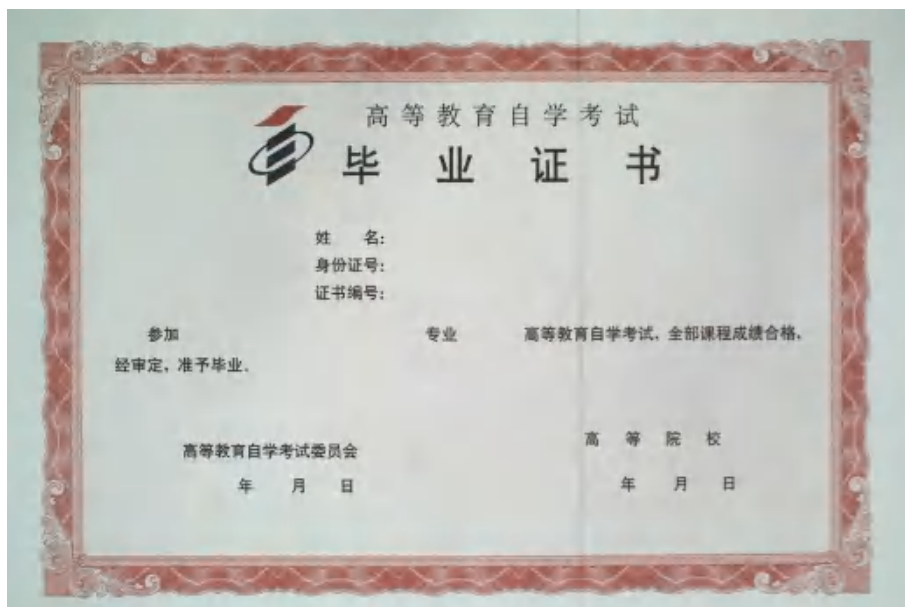 高等教育自学考试
毕业证书
姓 名:
身份证号:
证书编号:
参加 专业 高等教育自学考试、全部课程成绩合格、
经审定、准予毕业.
高等教育自学考试委员会
高等院校
年 月 日
年 月 日